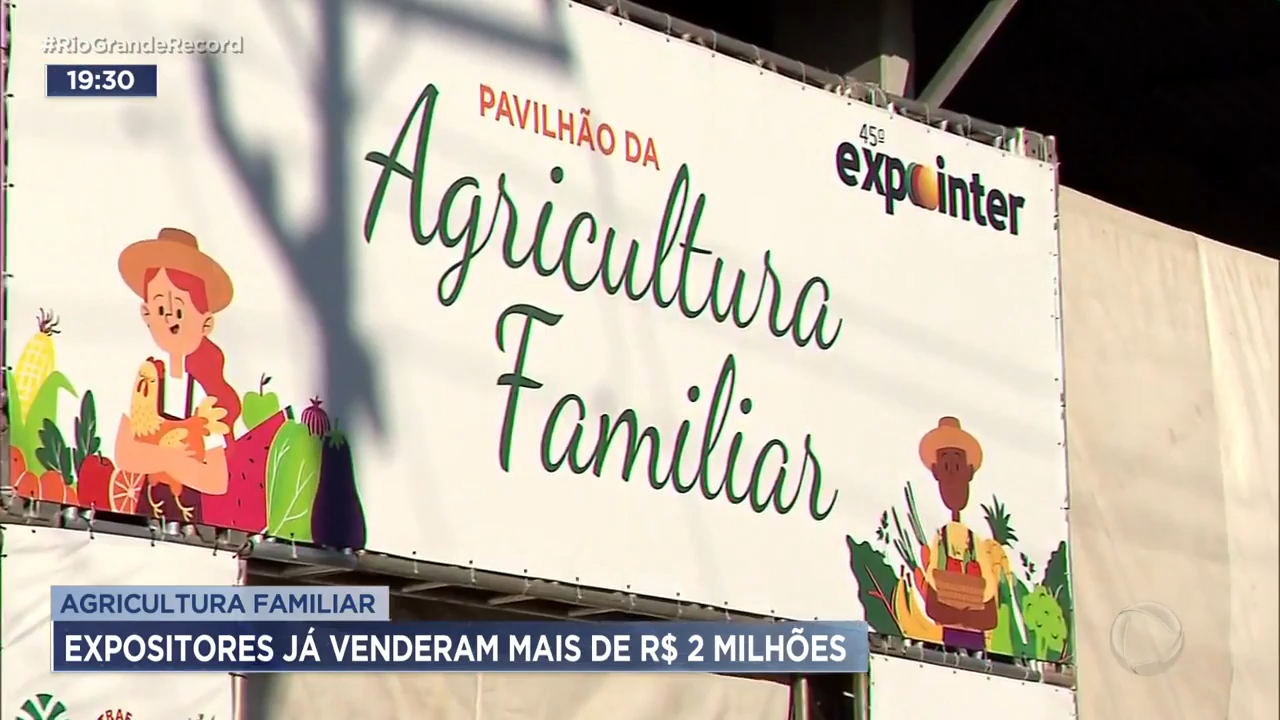 #RioGrandeRecord
19:30
PAVILHÃO DA
Agricultura
Familiar
45º
expointer
AGRICULTURA FAMILIAR
EXPOSITORES JÁ VENDERAM MAIS DE R$ 2 MILHÕES